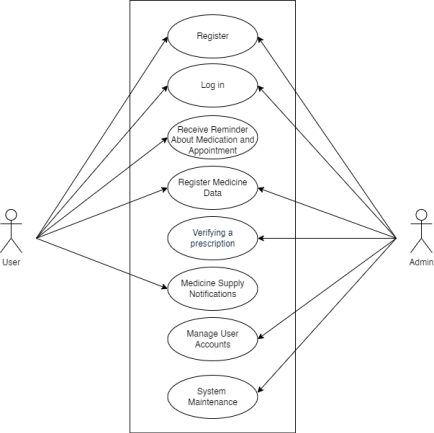 Register
Log in
Receive Reminder
About Medication and
Appointment
Register Medicine
Data
Verifying a
prescription
User
Admin
Medicine Supply
Notifications
Manage User
Accounts
System
Maintenance